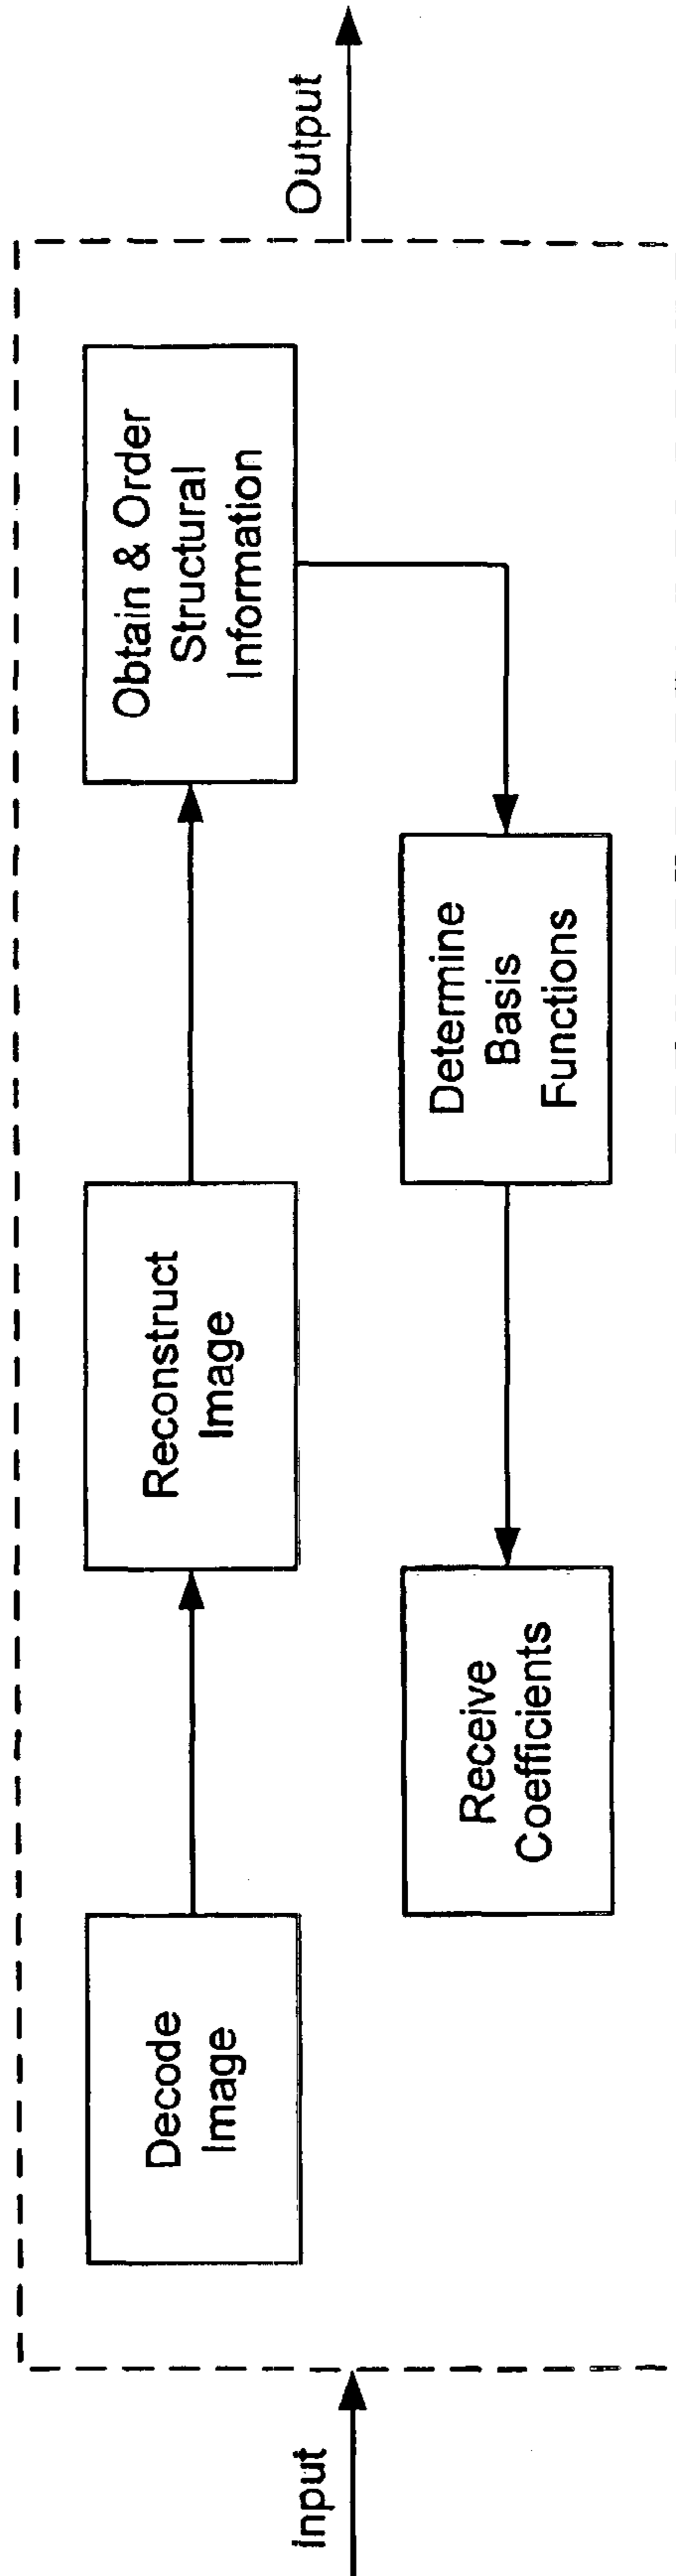 Input
Decode
Image
Reconstruct
Image
Obtain & Order
Structural
Information
Receive
Coefficients
Determine
Basis
Functions
Output